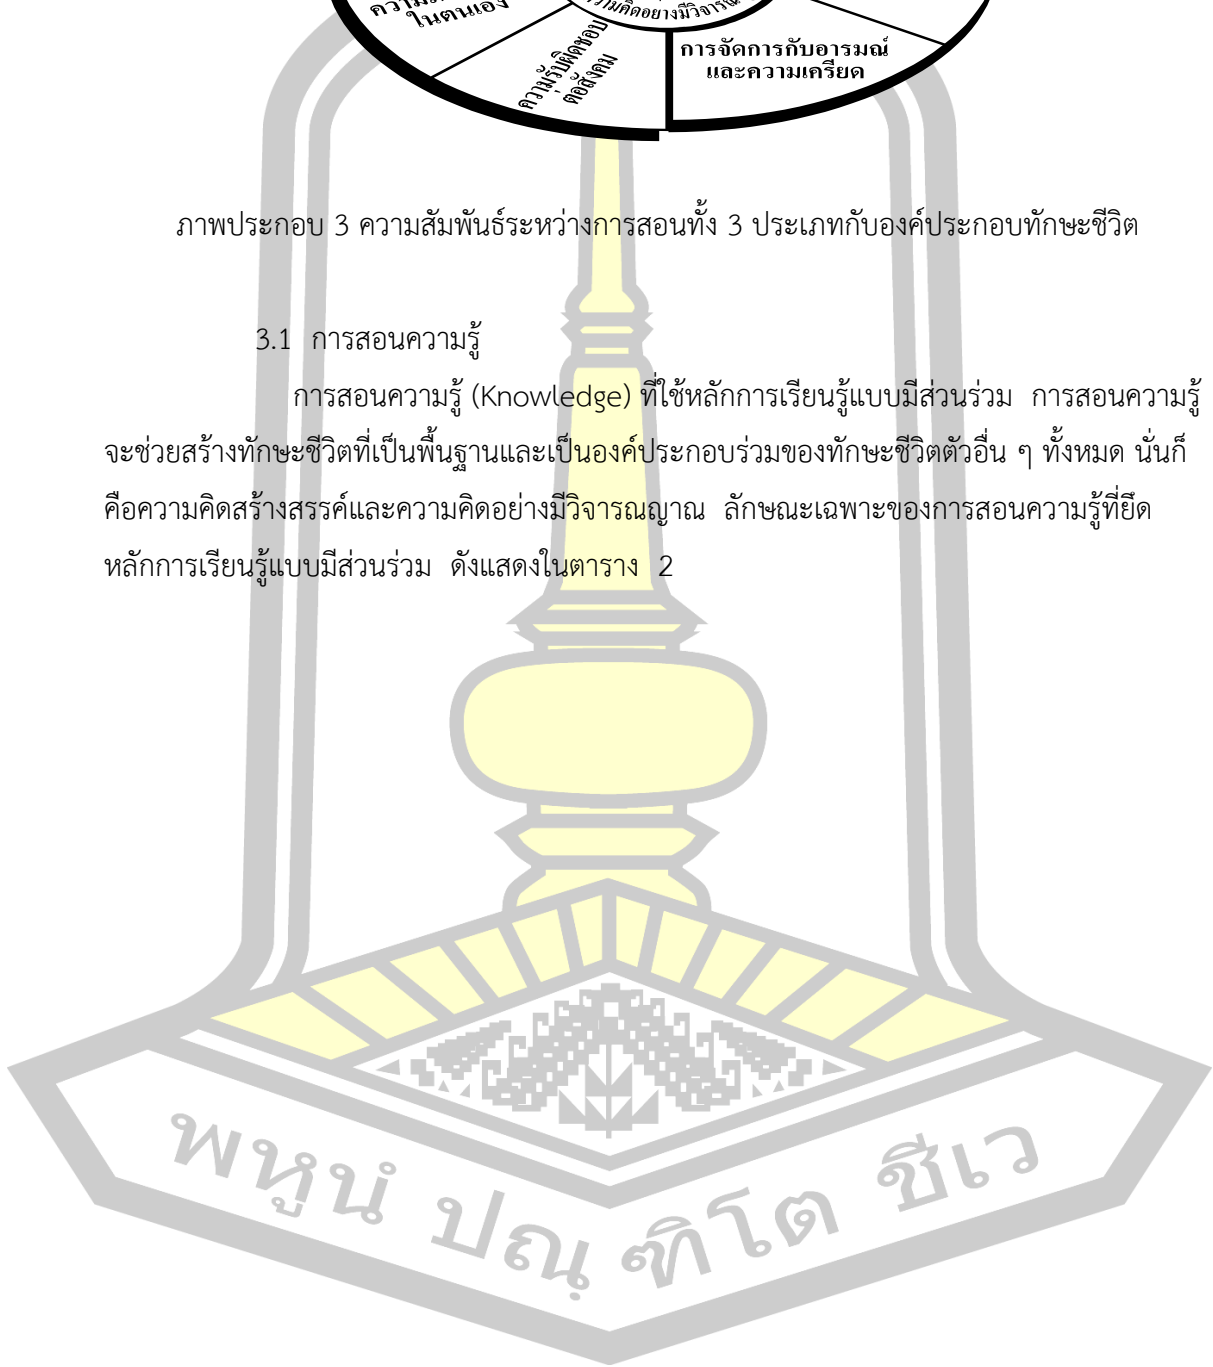 ในตนเอง
ความคิดอย่างมีวิจารณ
ความรับผิดชอบ
ต่อสังคม
การจัดการกับอารมณ์
และความเครียด
ภาพประกอบ 3 ความสัมพันธ์ระหว่างการสอนทั้ง 3 ประเภทกับองค์ประกอบทักษะชีวิต
3.1 การสอนความรู้
การสอนความรู้ (Knowledge) ที่ใช้หลักการเรียนรู้แบบมีส่วนร่วม การสอนความรู้
จะช่วยสร้างทักษะชีวิตที่เป็นพื้นฐานและเป็นองค์ประกอบร่วมของทักษะชีวิตตัวอื่น ๆ ทั้งหมด นั่นก็
คือความคิดสร้างสรรค์และความคิดอย่างมีวิจารณญาณ ลักษณะเฉพาะของการสอนความรู้ที่ยึด
หลักการเรียนรู้แบบมีส่วนร่วม ดังแสดงในตาราง 2
พหูนํ ปณฺฑิโต ชีเว